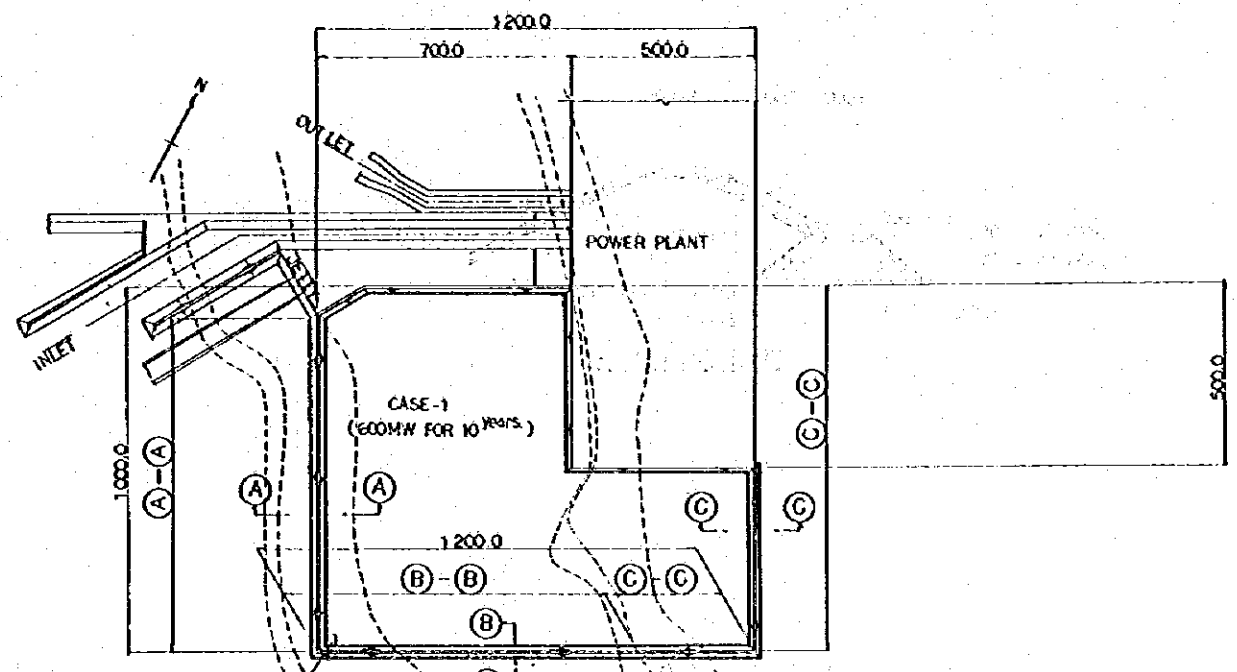 1200.0
700.0
500.0
N
OUTLET
POWER PLANT
INLET
500.0
C-C
CASE-1
(600MW FOR 10 years.)
1000.0
A-A
A
A
C
C
1200.0
B-B
C-C
B